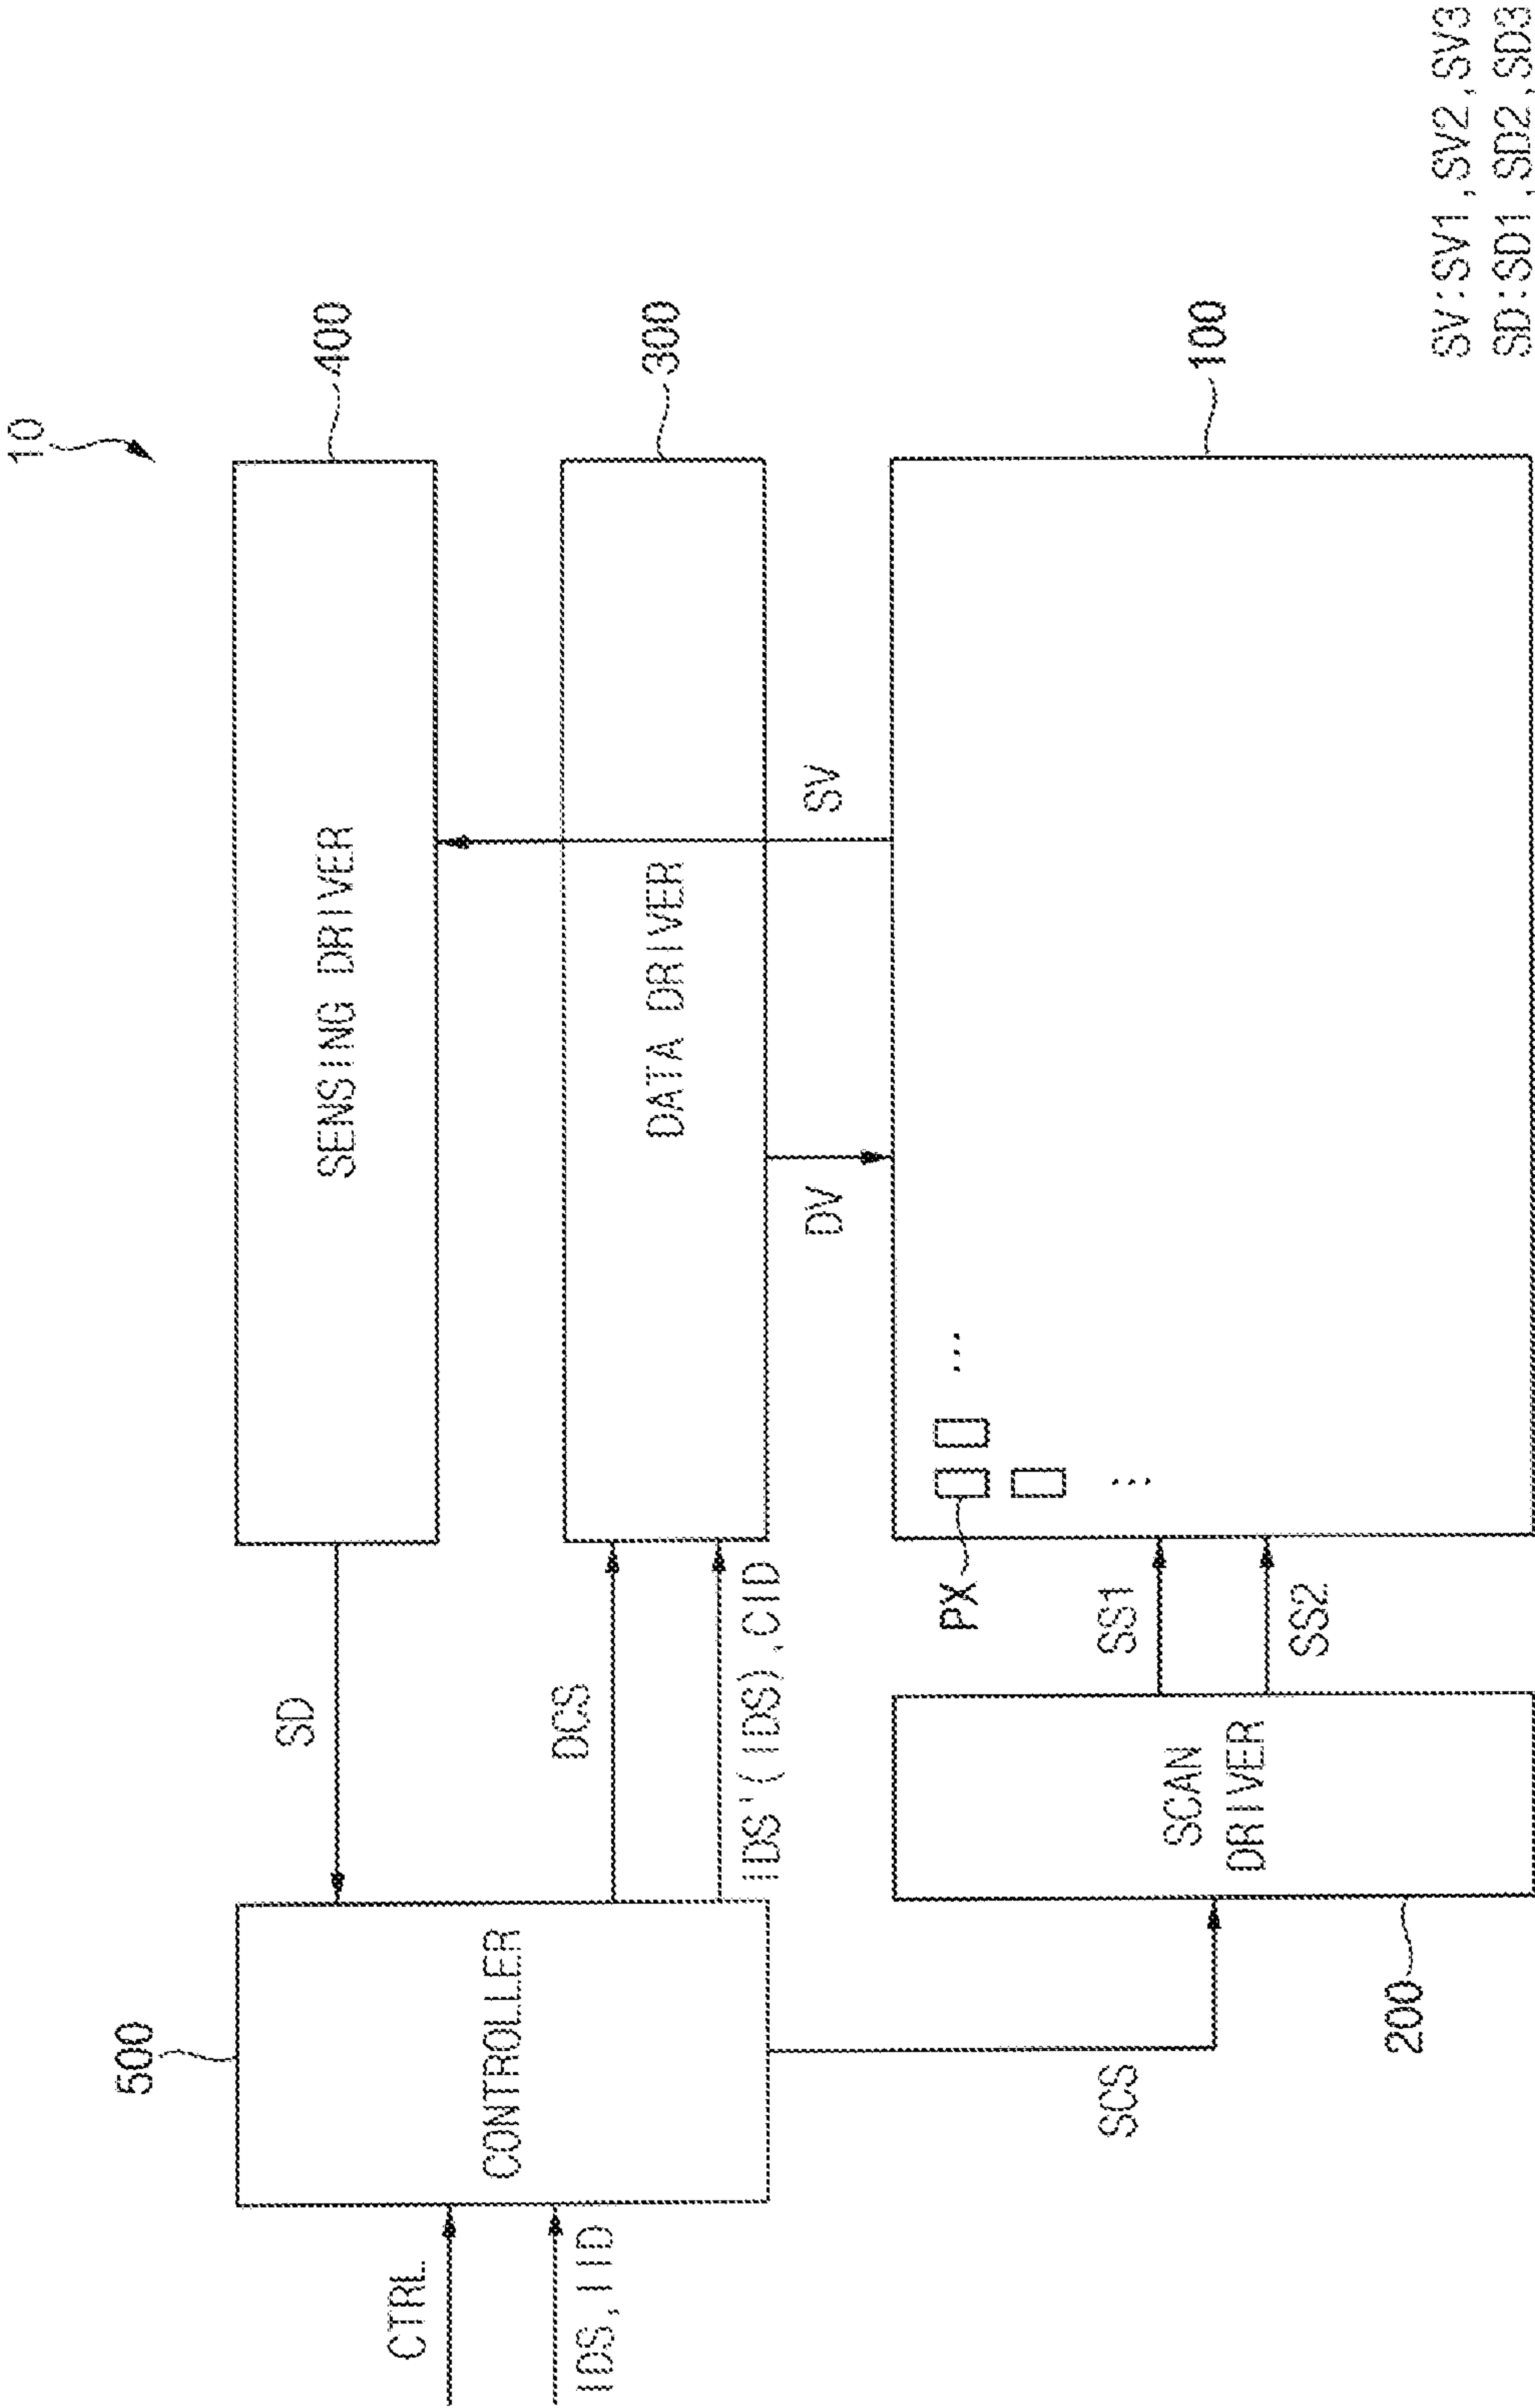 10
500
400
SD
SENSING DRIVER
CTRL
CONTROLLER
IDS, IID
DCS
IDS'(IDS),CID
DATA DRIVER
300
DV
SV
PX
...
⋮
SCS
SS1
SS2
SCAN
DRIVER
200
100
SV:SV1,SV2,SV3
SD:SD1,SD2,SD3